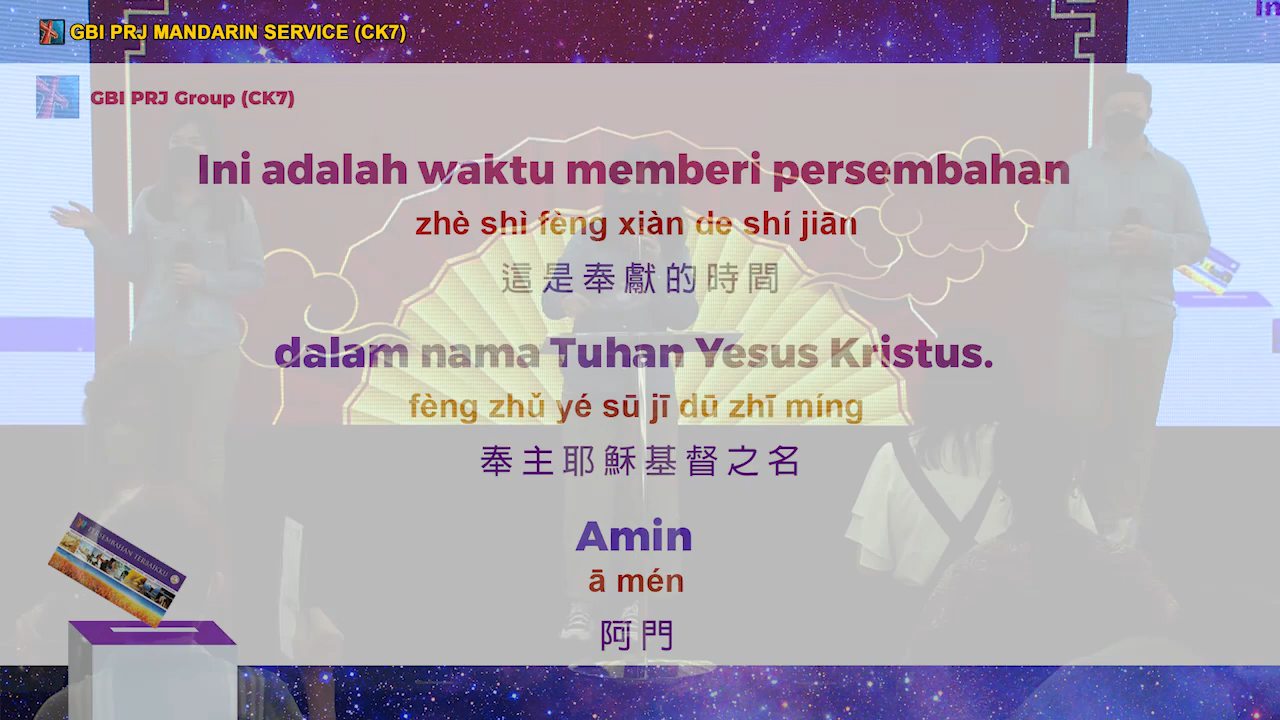 GBI PRJ MANDARIN SERVICE (CK7)
GBI PRJ Group (CK7)
Ini adalah waktu memberi persembahan
zhè shì fèng xiàn de shí jiān
這是奉獻的時間
dalam nama Tuhan Yesus Kristus.
fèng zhǔ yé sū jī dū zhī míng
奉主耶穌基督之名
PERSEMBAHAN TERBAIKKU
Amin
ā mén
阿門